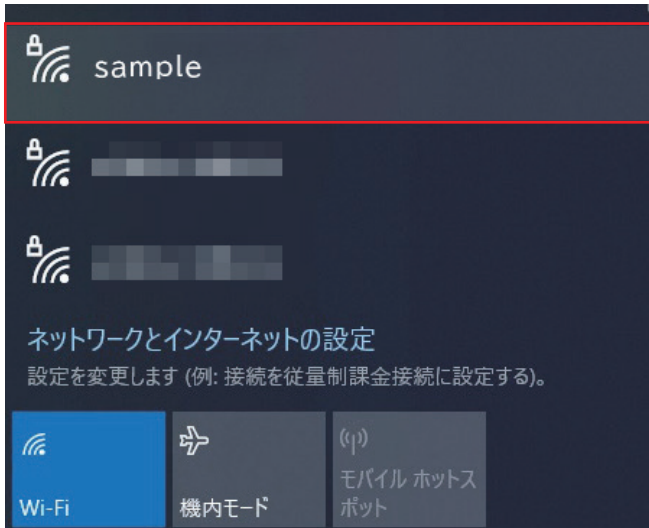 sample
ネットワークとインターネットの設定
設定を変更します (例: 接続を従量制課金接続に設定する)。
Wi-Fi
機内モード
モバイル ホットス
ポット